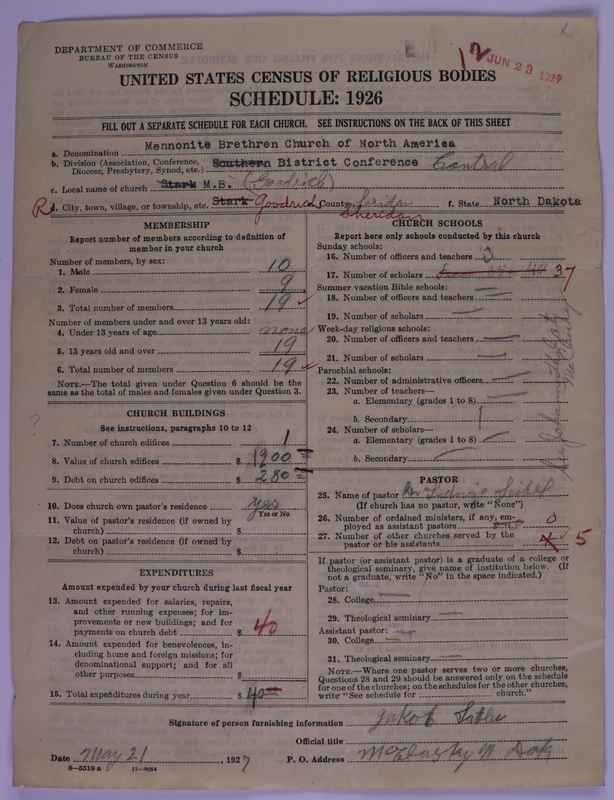 DEPARTMENT OF COMMERCE
BUREAU OF THE CENSUS
WASHINGTON
12
JUN 23 1927
UNITED STATES CENSUS OF RELIGIOUS BODIES
SCHEDULE: 1926
FILL OUT A SEPARATE SCHEDULE FOR EACH CHURCH. SEE INSTRUCTIONS ON THE BACK OF THIS SHEET
a. Denomination Mennonite Brethren Church of North America
b. Division (Association, Conference, Diocese, Presbytery, Synod, etc.) Southern District Conference Central
c. Local name of church Stark M.B. (Goodrich)
R d. City, town, village, or township, etc. Stark Goodrich County Sheridan f. State North Dakota
MEMBERSHIP
Report number of members according to definition of
member in your church
Number of members, by sex:
1. Male 10
2. Female 9
3. Total number of members 19
Number of members under and over 13 years old:
4. Under 13 years of age none
5. 13 years old and over 19
6. Total number of members 19
NOTE.—The total given under Question 6 should be the
same as the total of males and females given under Question 3.
CHURCH BUILDINGS
See instructions, paragraphs 10 to 12
7. Number of church edifices 1
8. Value of church edifices $ 1900
9. Debt on church edifices $ 280
10. Does church own pastor's residence? yes
Yes or No
11. Value of pastor's residence (if owned by
church) $
12. Debt on pastor's residence (if owned by
church) $
EXPENDITURES
Amount expended by your church during last fiscal year
13. Amount expended for salaries, repairs,
and other running expenses; for im-
provements or new buildings; and for
payments on church debt $ 40
14. Amount expended for benevolences, in-
cluding home and foreign missions; for
denominational support; and for all
other purposes $
15. Total expenditures during year $ 40
CHURCH SCHOOLS
Report here only schools conducted by this church
Sunday schools:
16. Number of officers and teachers 3
17. Number of scholars 37
Summer vacation Bible schools:
18. Number of officers and teachers —
19. Number of scholars —
Week-day religious schools:
20. Number of officers and teachers —
21. Number of scholars —
Parochial schools:
22. Number of administrative officers —
23. Number of teachers—
a. Elementary (grades 1 to 8) —
b. Secondary
24. Number of scholars—
a. Elementary (grades 1 to 8)
b. Secondary
PASTOR
25. Name of pastor Rev Ludwig Seibel
(If church has no pastor, write "None")
26. Number of ordained ministers, if any, em-
ployed as assistant pastors 0
27. Number of other churches served by the
pastor or his assistants 5
If pastor (or assistant pastor) is a graduate of a college or
theological seminary, give name of institution below. (If
not a graduate, write "No" in the space indicated.)
Pastor:
28. College —
29. Theological seminary —
Assistant pastor:
30. College —
31. Theological seminary —
NOTE.—Where one pastor serves two or more churches,
Questions 28 and 29 should be answered only on the schedule
for one of the churches; on the schedules for the other churches,
write "See schedule for church."
Signature of person furnishing information Jakob
Official title
Date May 21, 1927 P. O. Address McClusky N Dak
8—5518 a 11—9054